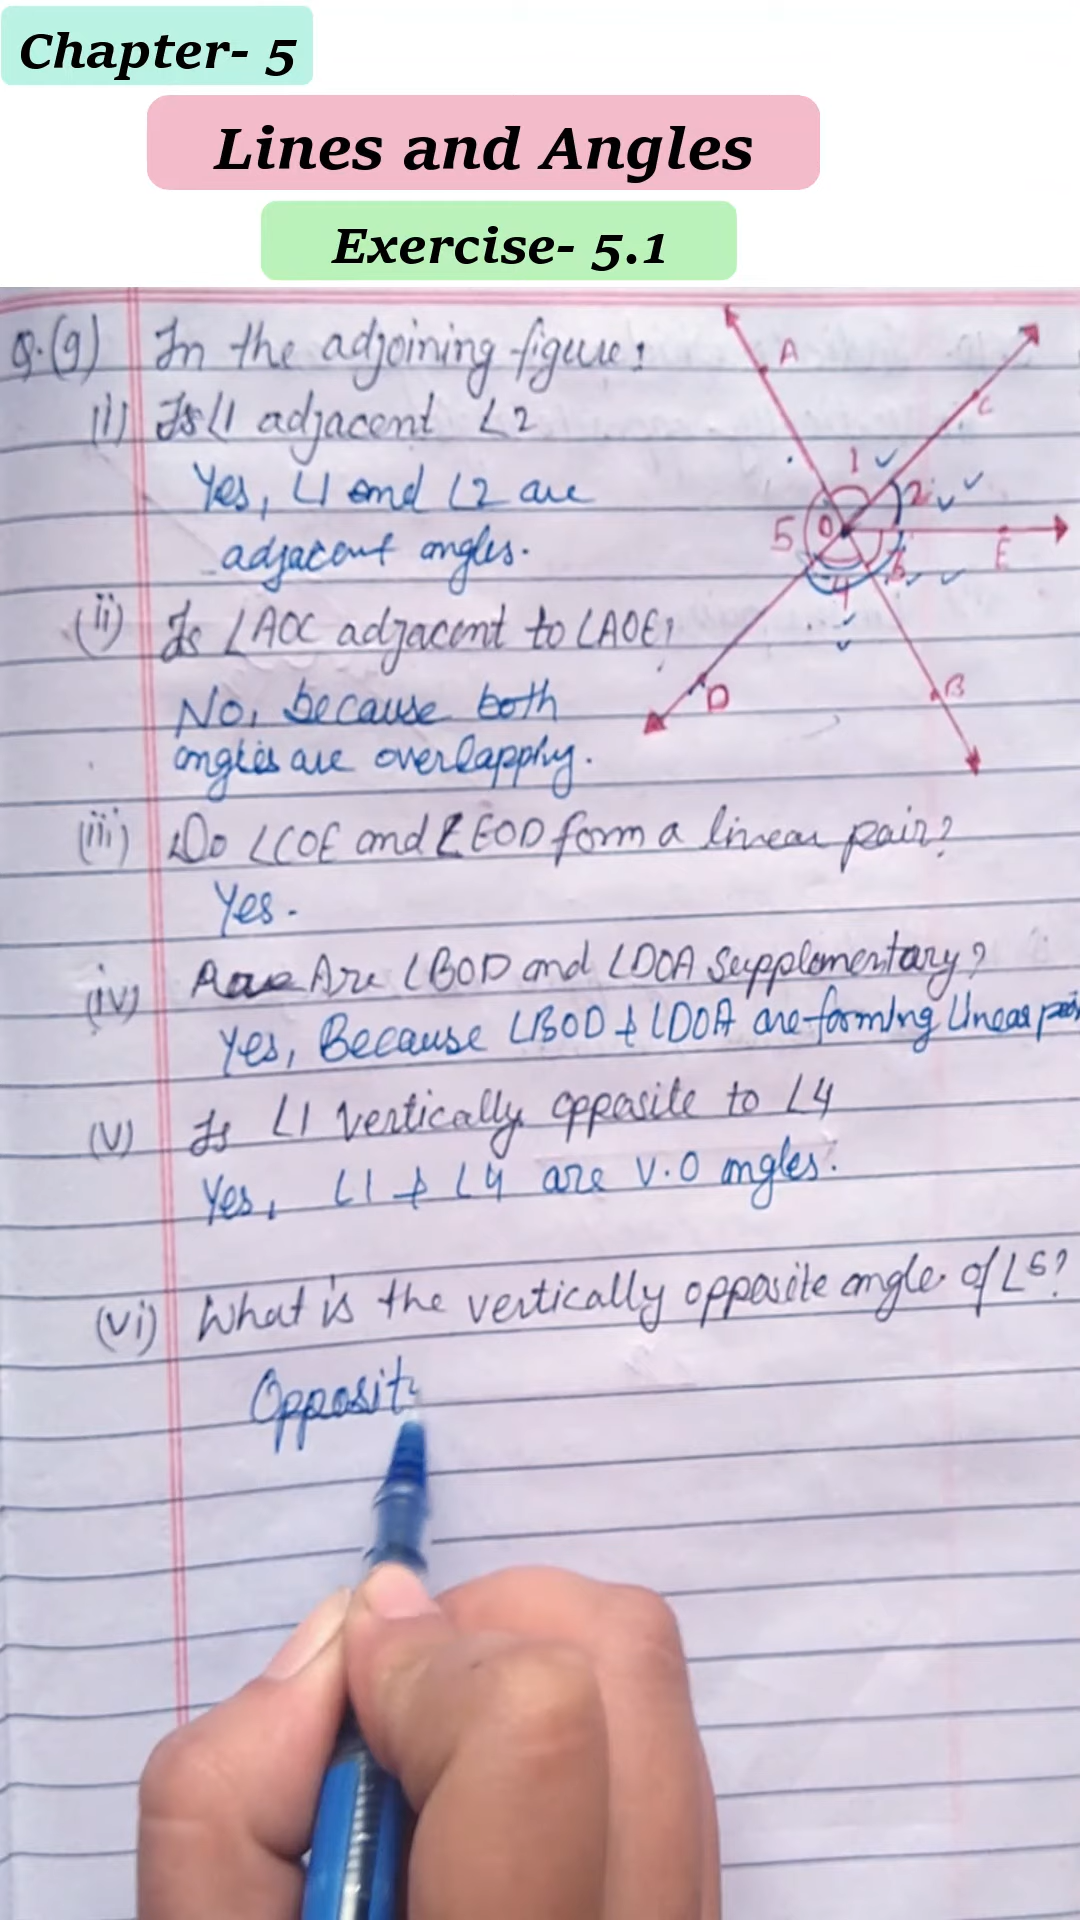 Chapter- 5
Lines and Angles
Exercise- 5.1
Q.(9) In the adjoining figure:
(i) Is ∠1 adjacent ∠2
Yes, ∠1 and ∠2 are
adjacent angles.
(ii) Is ∠AOC adjacent to ∠AOE?
No, because both
angles are overlapping.
(iii) Do ∠COE and ∠EOD form a linear pair?
Yes.
(iv) Are ∠BOD and ∠DOA Supplementary?
Yes, Because ∠BOD & ∠DOA are forming linear pair
(v) Is ∠1 vertically opposite to ∠4
Yes, ∠1 & ∠4 are V.O angles.
(vi) What is the vertically opposite angle of ∠5?
Opposit
A
C
1
2
5
O
E
3
4
D
B